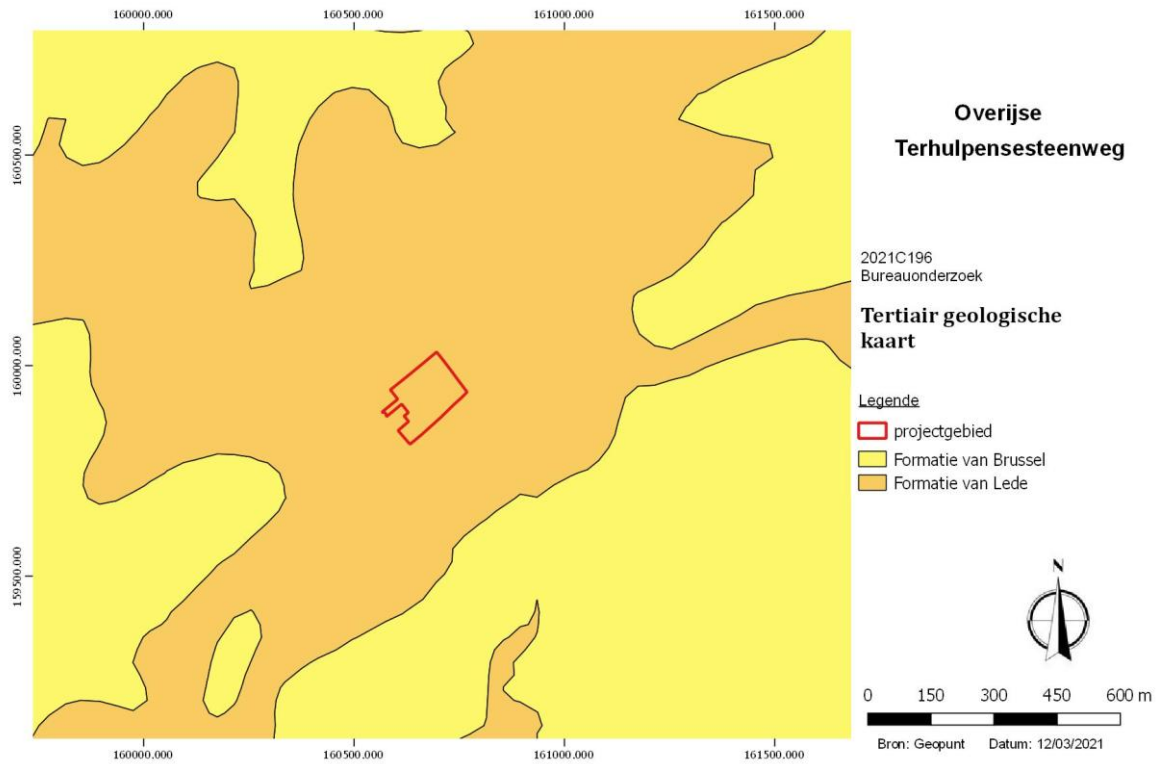 160000.000 160500.000 161000.000 161500.000
160500.000
160000.000
159500.000
160000.000 160500.000 161000.000 161500.000
Overijse
Terhulpensesteenweg
2021C196
Bureauonderzoek
Tertiair geologische
kaart
Legende
projectgebied
Formatie van Brussel
Formatie van Lede
N
0 150 300 450 600 m
Bron: Geopunt Datum: 12/03/2021